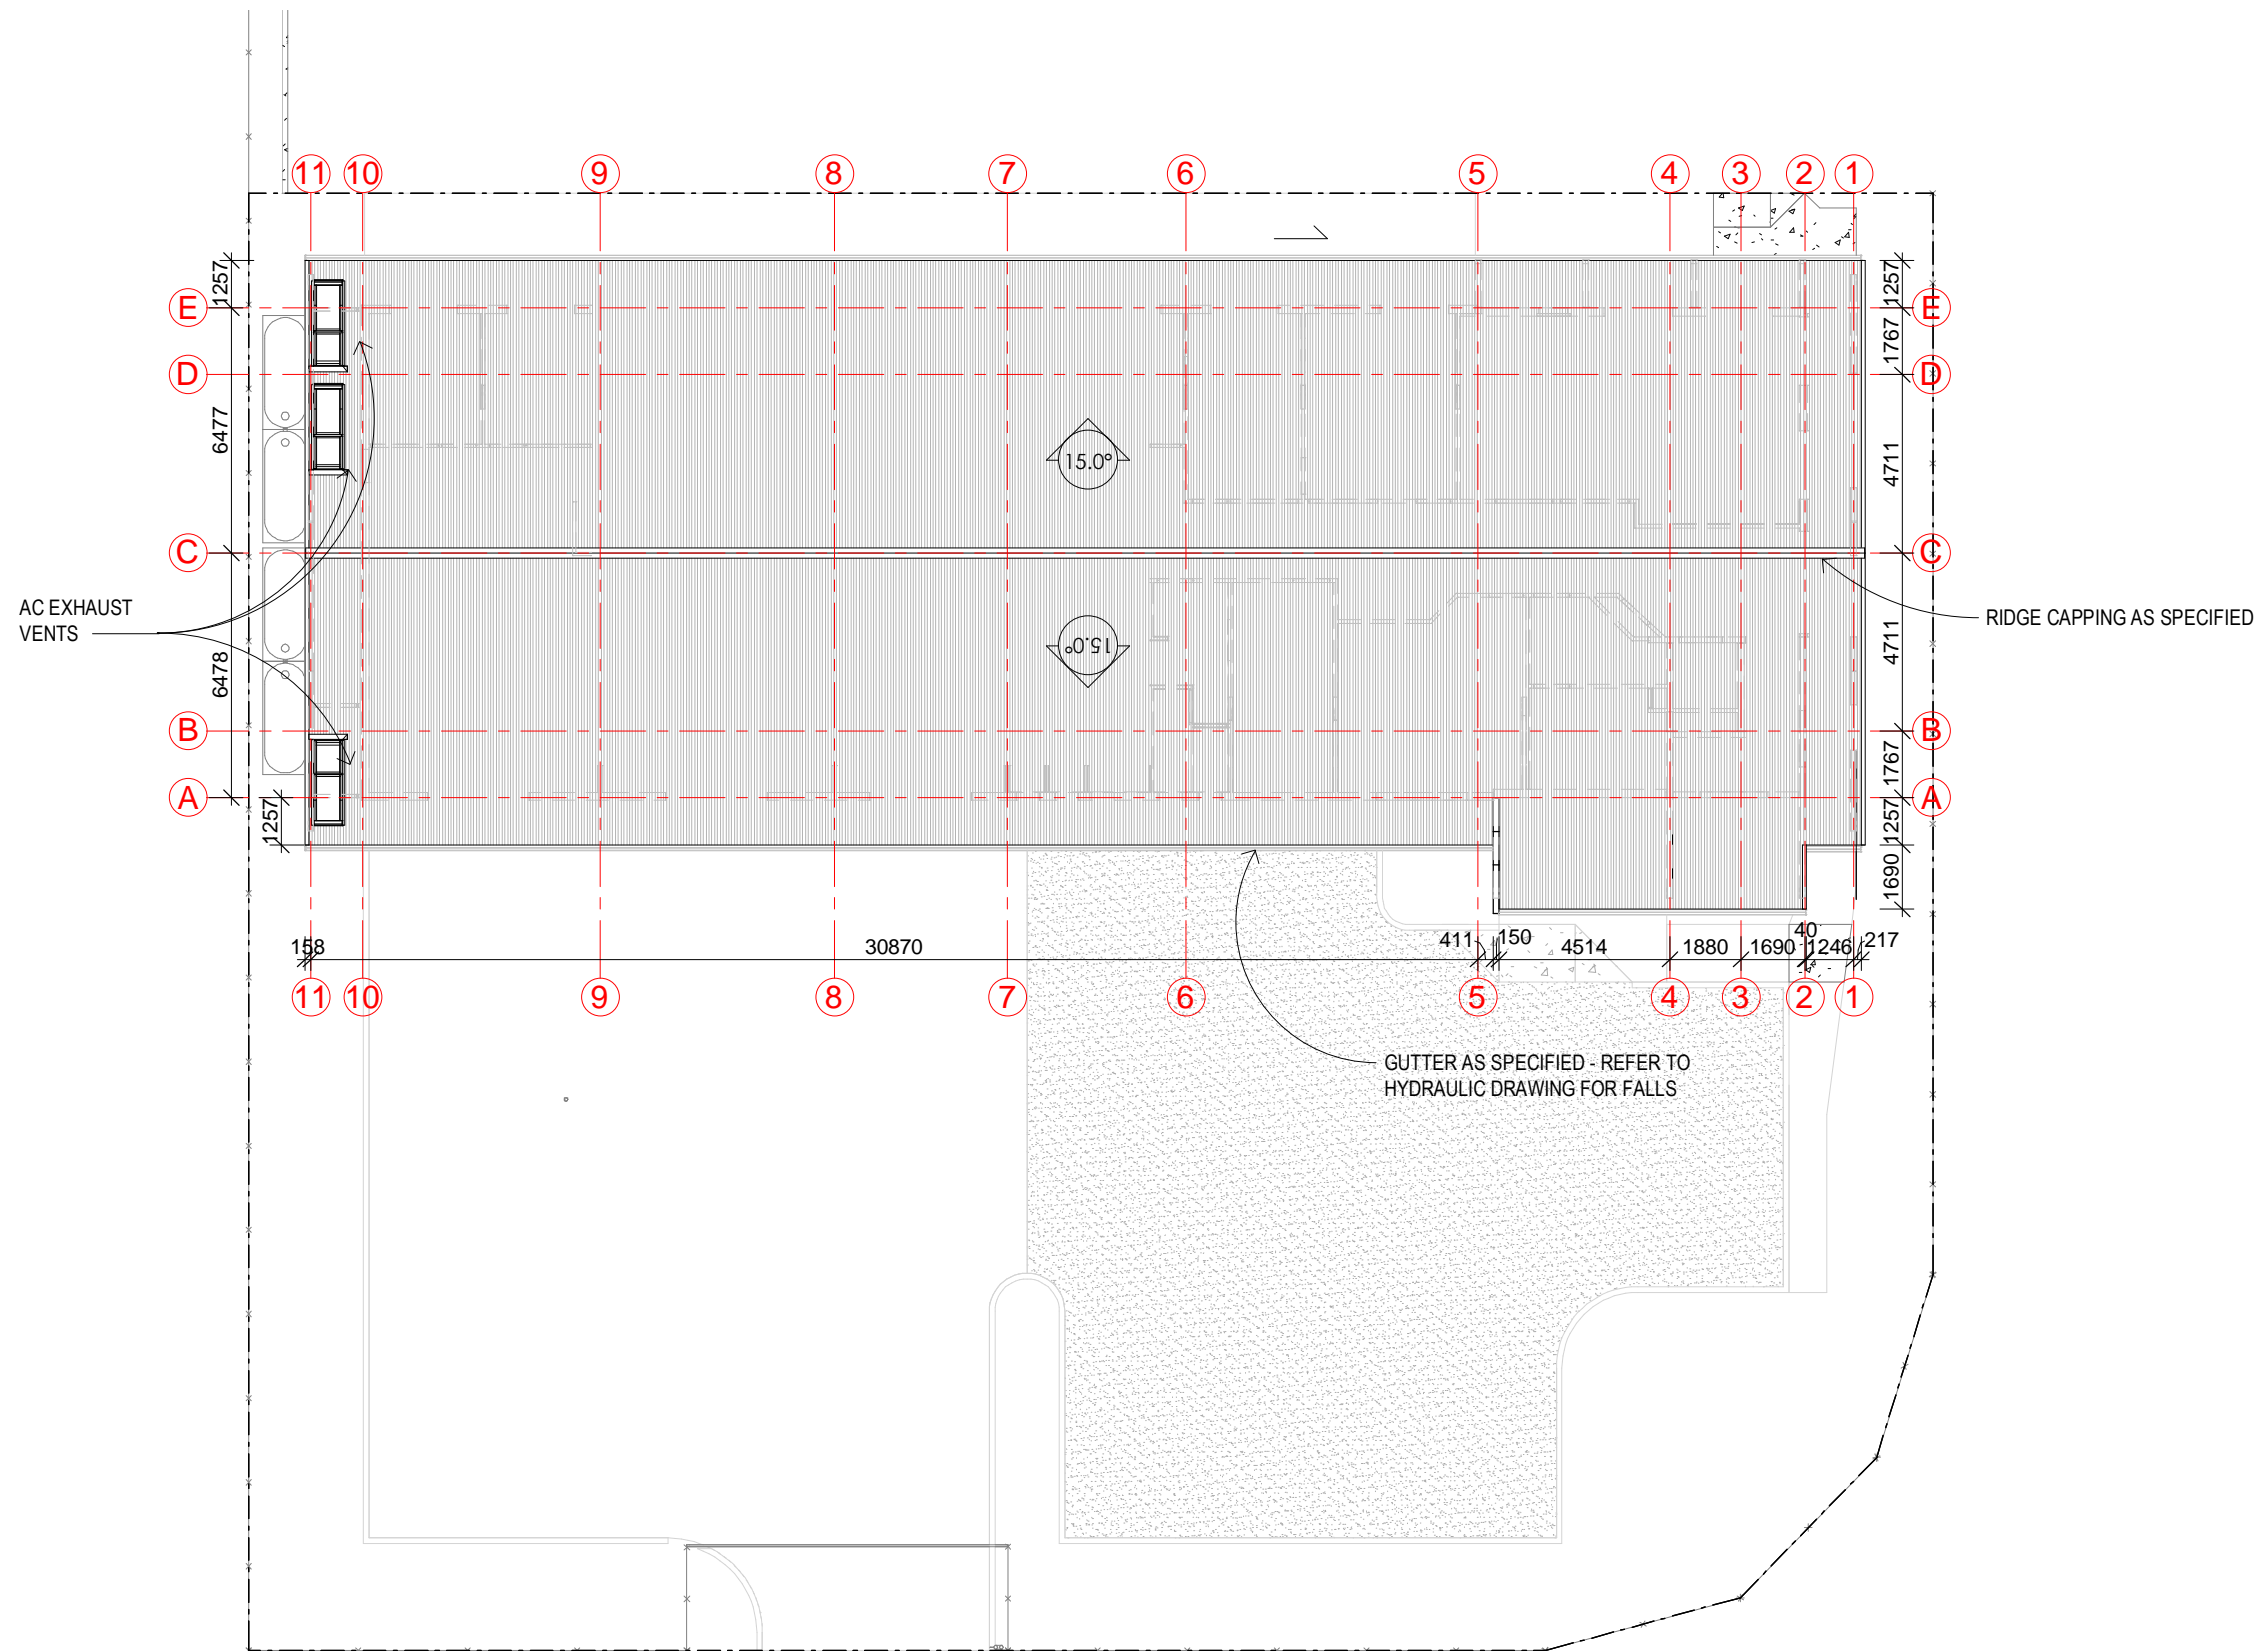 11 10 9 8 7 6 5 4 3 2 1
1257
1257
E
E
1767
D
D
6477
4711
15.0°
C
C
AC EXHAUST
VENTS
RIDGE CAPPING AS SPECIFIED
15.0°
6478
4711
B
B
1767
A
A
1257
1257
1690
158
30870
411
150
4514
1880
1690
40
1246
217
11 10 9 8 7 6 5 4 3 2 1
GUTTER AS SPECIFIED - REFER TO
HYDRAULIC DRAWING FOR FALLS